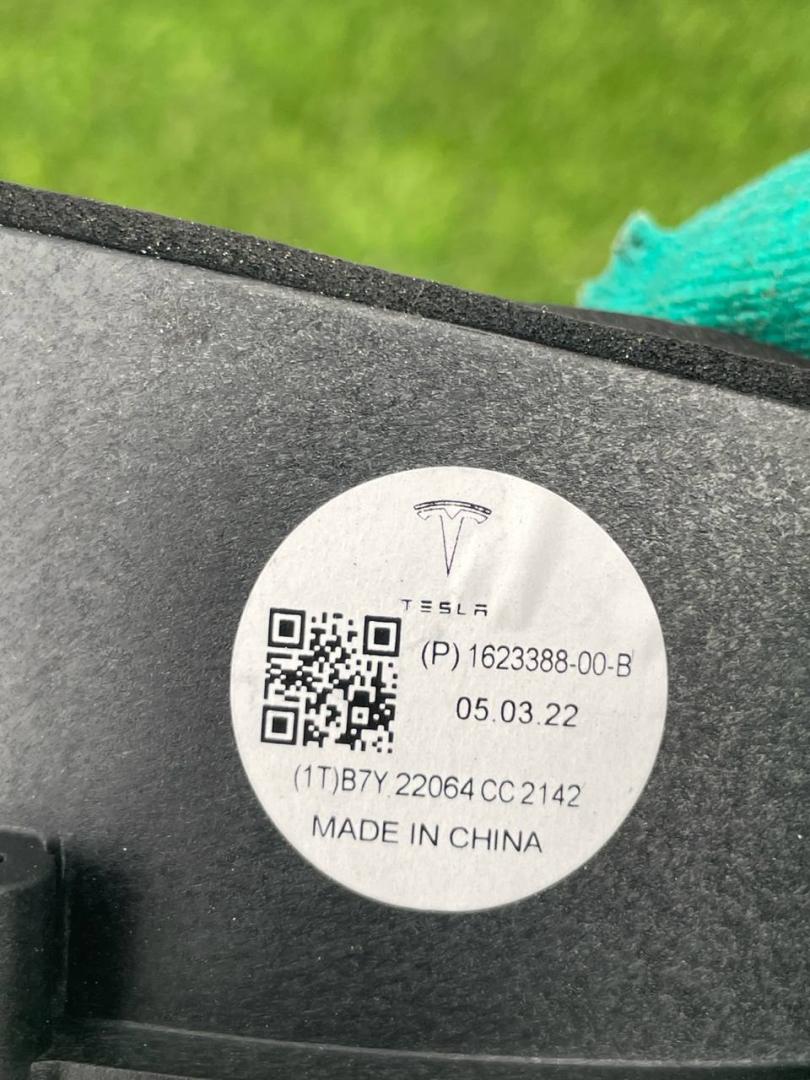 TESLA
(P) 1623388-00-B
05.03.22
(1T)B7Y 22064 CC 2142
MADE IN CHINA